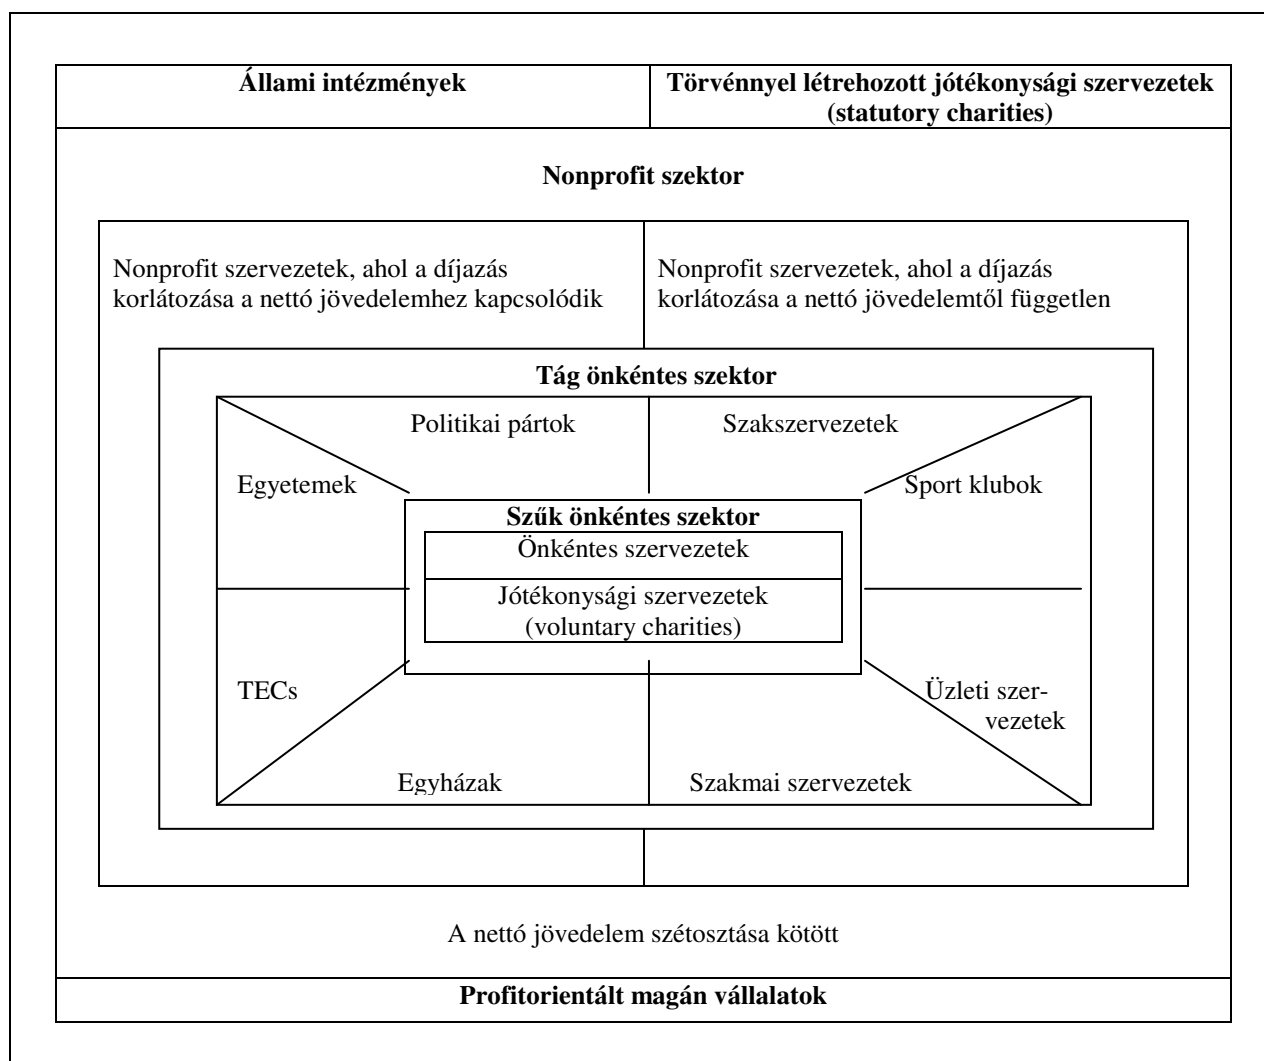 Állami intézmények
Törvénnyel létrehozott jótékonysági szervezetek
(statutory charities)
Nonprofit szektor
Nonprofit szervezetek, ahol a díjazás
korlátozása a nettó jövedelemhez kapcsolódik
Nonprofit szervezetek, ahol a díjazás
korlátozása a nettó jövedelemtől független
Tág önkéntes szektor
Politikai pártok
Szakszervezetek
Egyetemek
Sport klubok
Szűk önkéntes szektor
Önkéntes szervezetek
Jótékonysági szervezetek
(voluntary charities)
TECs
Üzleti szer-
vezetek
Egyházak
Szakmai szervezetek
A nettó jövedelem szétosztása kötött
Profitorientált magán vállalatok